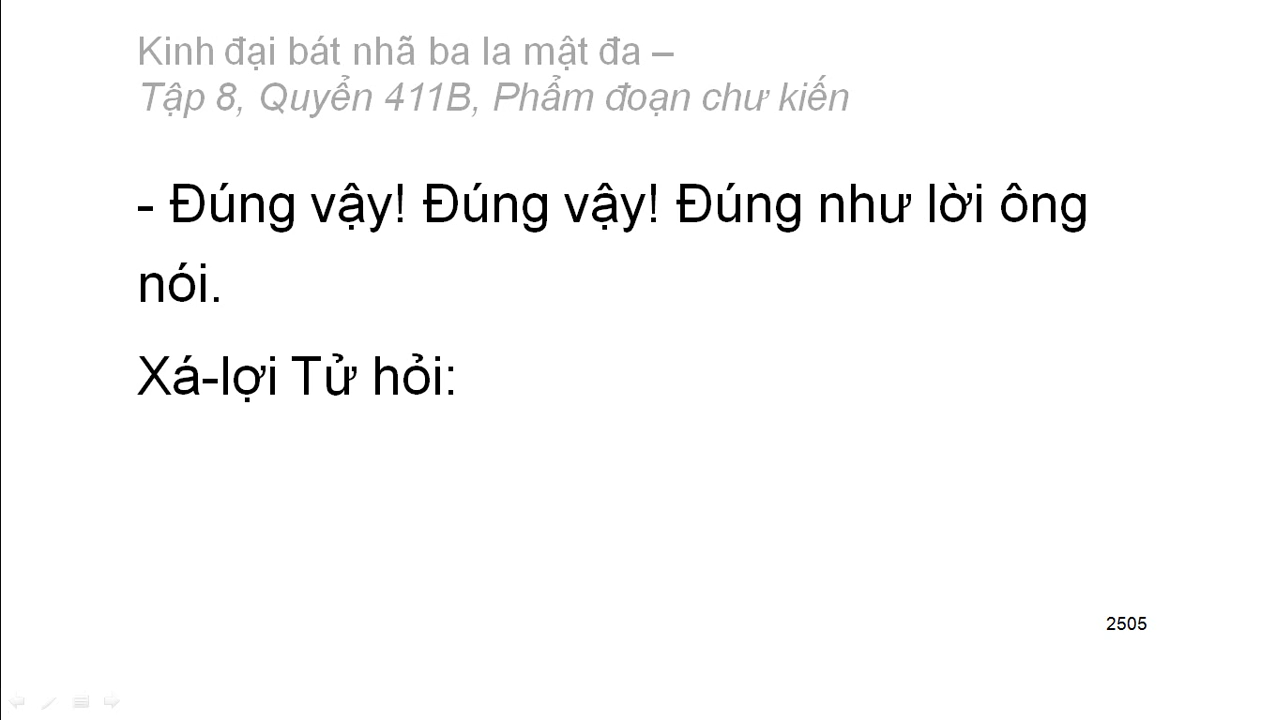 Kinh đại bát nhã ba la mật đa –
Tập 8, Quyển 411B, Phẩm đoạn chư kiến
- Đúng vậy! Đúng vậy! Đúng như lời ông
nói.
Xá-lợi Tử hỏi:
2505